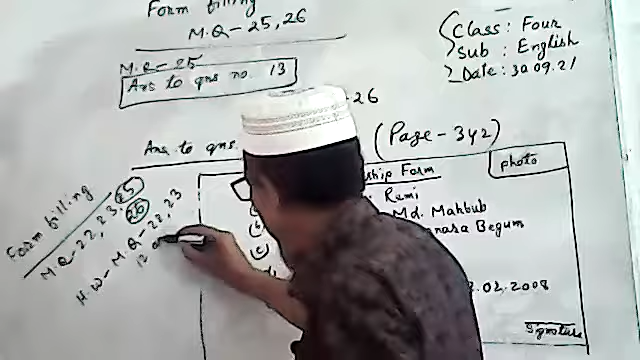 Form filling
M.Q-25,26
M.Q-25
Ans to qns no. 13
Class: Four
Sub : English
Date: 30.09.21
-26
Ans to qns.
(Page-342)
ship Form
photo
Remi
Md. Mahbub
Begum
.02.2008
Signature
Form filling
M.Q-22,23,25
26
H.W-M.Q-22,23
12